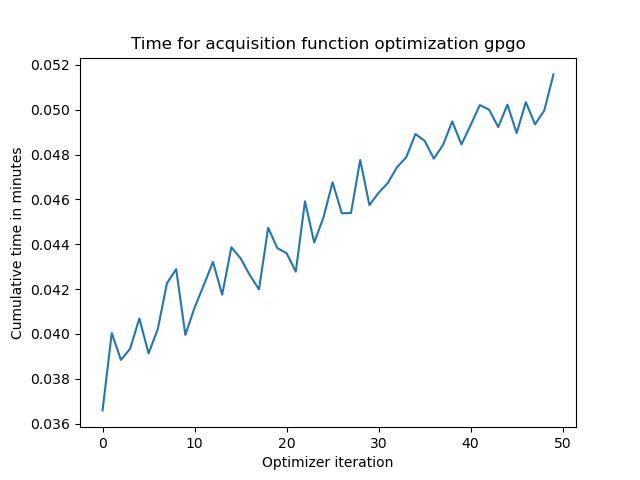 Time for acquisition function optimization gpgo
0.052
0.050
0.048
0.046
0.044
0.042
0.040
0.038
0.036
Cumulative time in minutes
0 10 20 30 40 50
Optimizer iteration